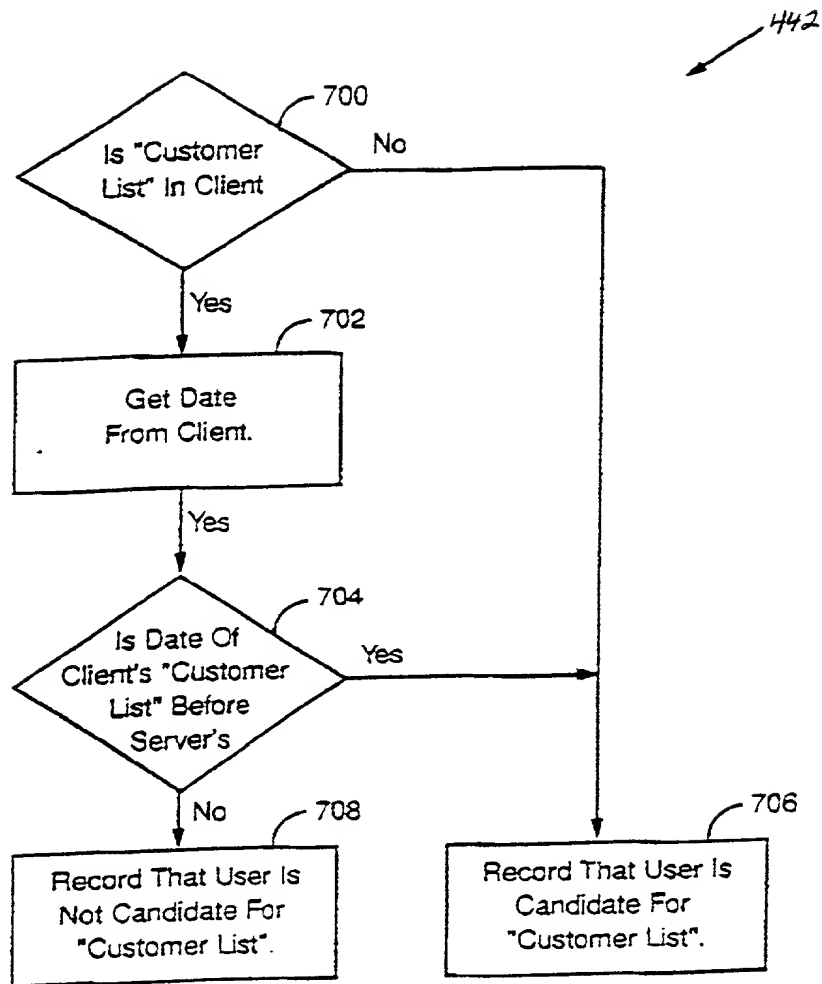 442
700
Is "Customer
List" In Client
No
Yes
702
Get Date
From Client.
Yes
704
Is Date Of
Client's "Customer
List" Before
Server's
Yes
No
708
Record That User Is
Not Candidate For
"Customer List".
706
Record That User Is
Candidate For
"Customer List".